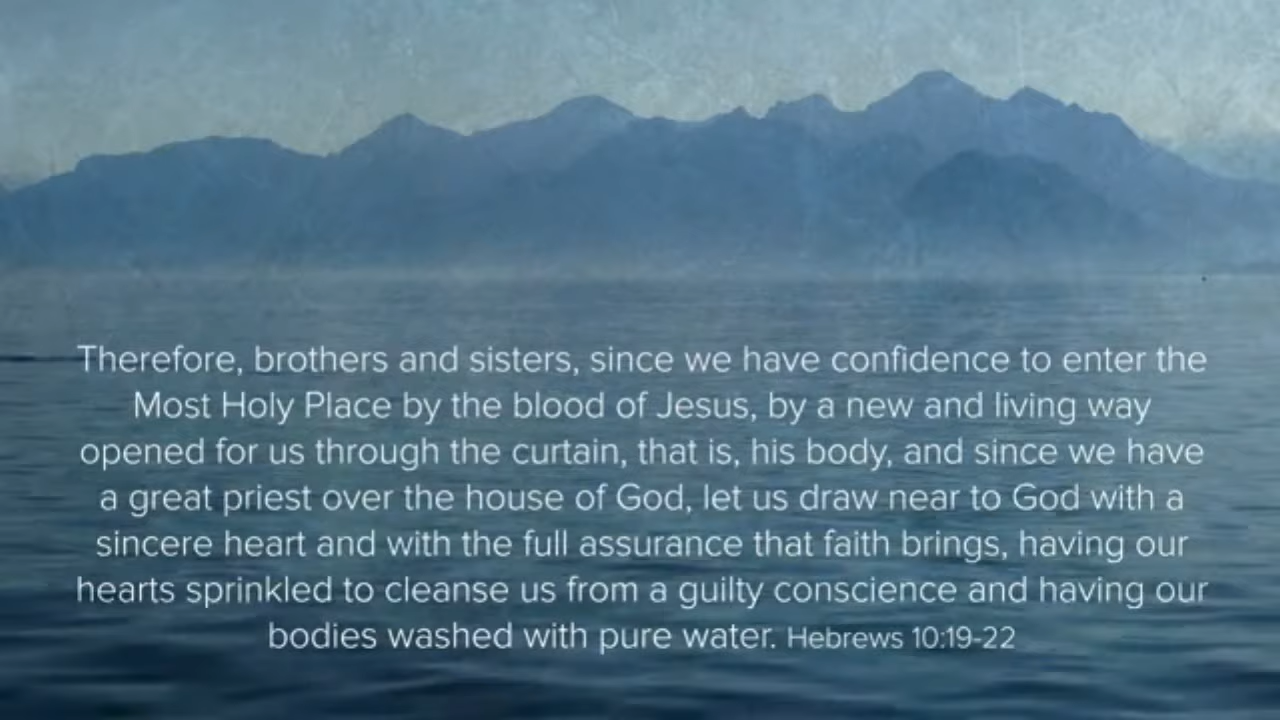 Therefore, brothers and sisters, since we have confidence to enter the
Most Holy Place by the blood of Jesus, by a new and living way
opened for us through the curtain, that is, his body, and since we have
a great priest over the house of God, let us draw near to God with a
sincere heart and with the full assurance that faith brings, having our
hearts sprinkled to cleanse us from a guilty conscience and having our
bodies washed with pure water. Hebrews 10:19-22